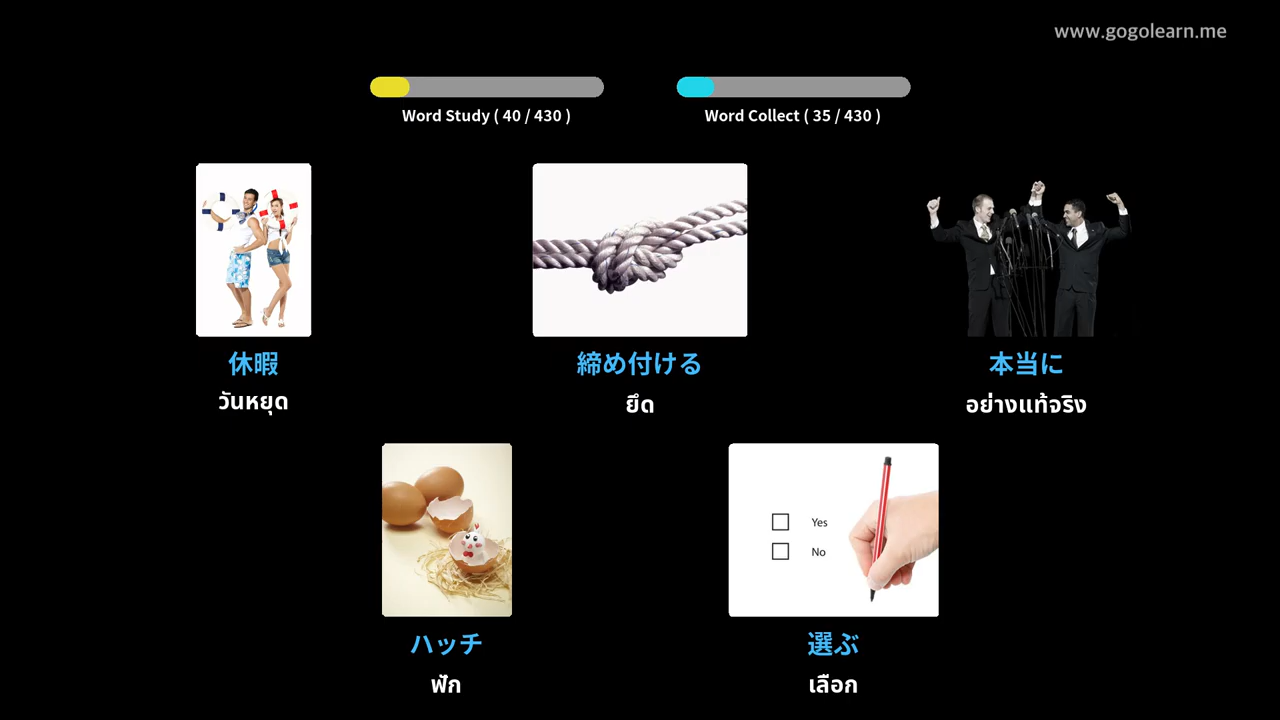 www.gogolearn.me
Word Study ( 40 / 430 )
Word Collect ( 35 / 430 )
休暇
วันหยุด
締め付ける
ยึด
本当に
อย่างแท้จริง
Yes
No
ハッチ
ฟัก
選ぶ
เลือก